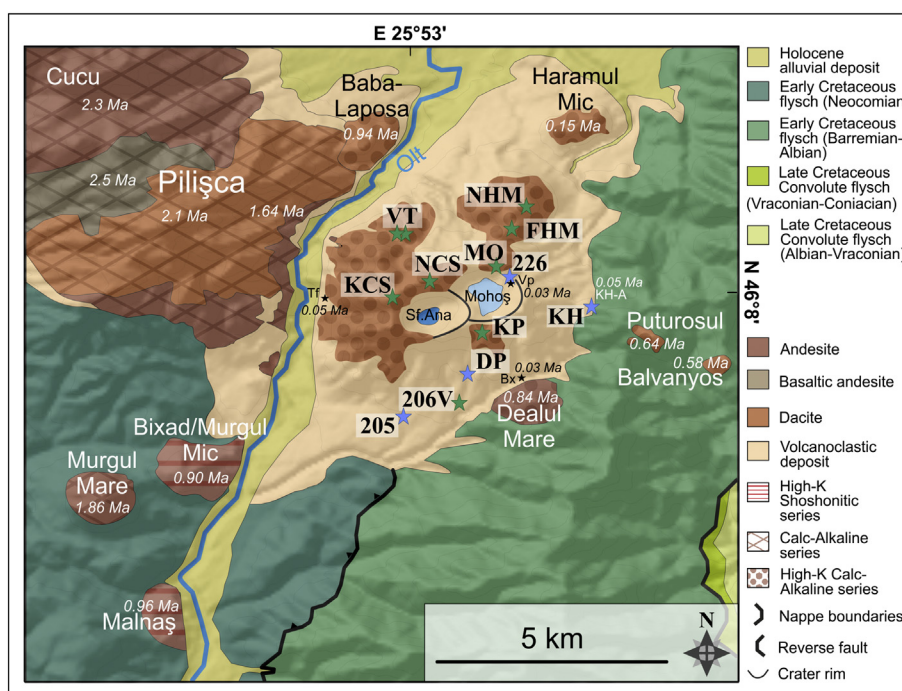 E 25°53'
Cucu
2.3 Ma
Baba-
Laposa
0.94 Ma
Haramul
Mic
0.15 Ma
Olt
2.5 Ma
Pilişca
2.1 Ma
1.64 Ma
VT
NHM
FHM
MO
226
Vp
0.03 Ma
NCS
KCS
Tf
0.05 Ma
Sf.Ana
Mohoş
0.05 Ma
KH-A
KH
N 46°8'
KP
Puturosul
0.64 Ma
0.58 Ma
Balvanyos
DP
0.03 Ma
Bx
0.84 Ma
Dealul
Mare
206V
205
Bixad/Murgul
Mic
0.90 Ma
Murgul
Mare
1.86 Ma
0.96 Ma
Malnaş
5 km
N
Holocene
alluvial deposit
Early Cretaceous
flysch (Neocomian
Early Cretaceous
flysch (Barremian-
Albian)
Late Cretaceous
Convolute flysch
(Vraconian-Coniacian)
Late Cretaceous
Convolute flysch
(Albian-Vraconian)
Andesite
Basaltic andesite
Dacite
Volcanoclastic
deposit
High-K
Shoshonitic
series
Calc-Alkaline
series
High-K Calc-
Alkaline series
Nappe boundaries
Reverse fault
Crater rim